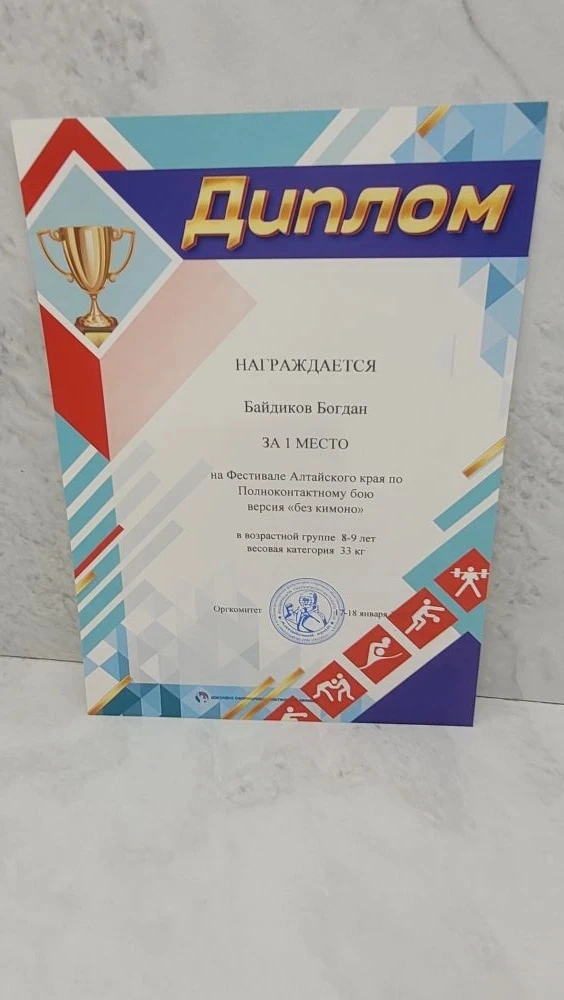 Диплом
НАГРАЖДАЕТСЯ
Байдиков Богдан
ЗА 1 МЕСТО
на Фестивале Алтайского края по
Полноконтактному бою
версия «без кимоно»
в возрастной группе 8-9 лет
весовая категория 33 кг
Оргкомитет 17-18 января